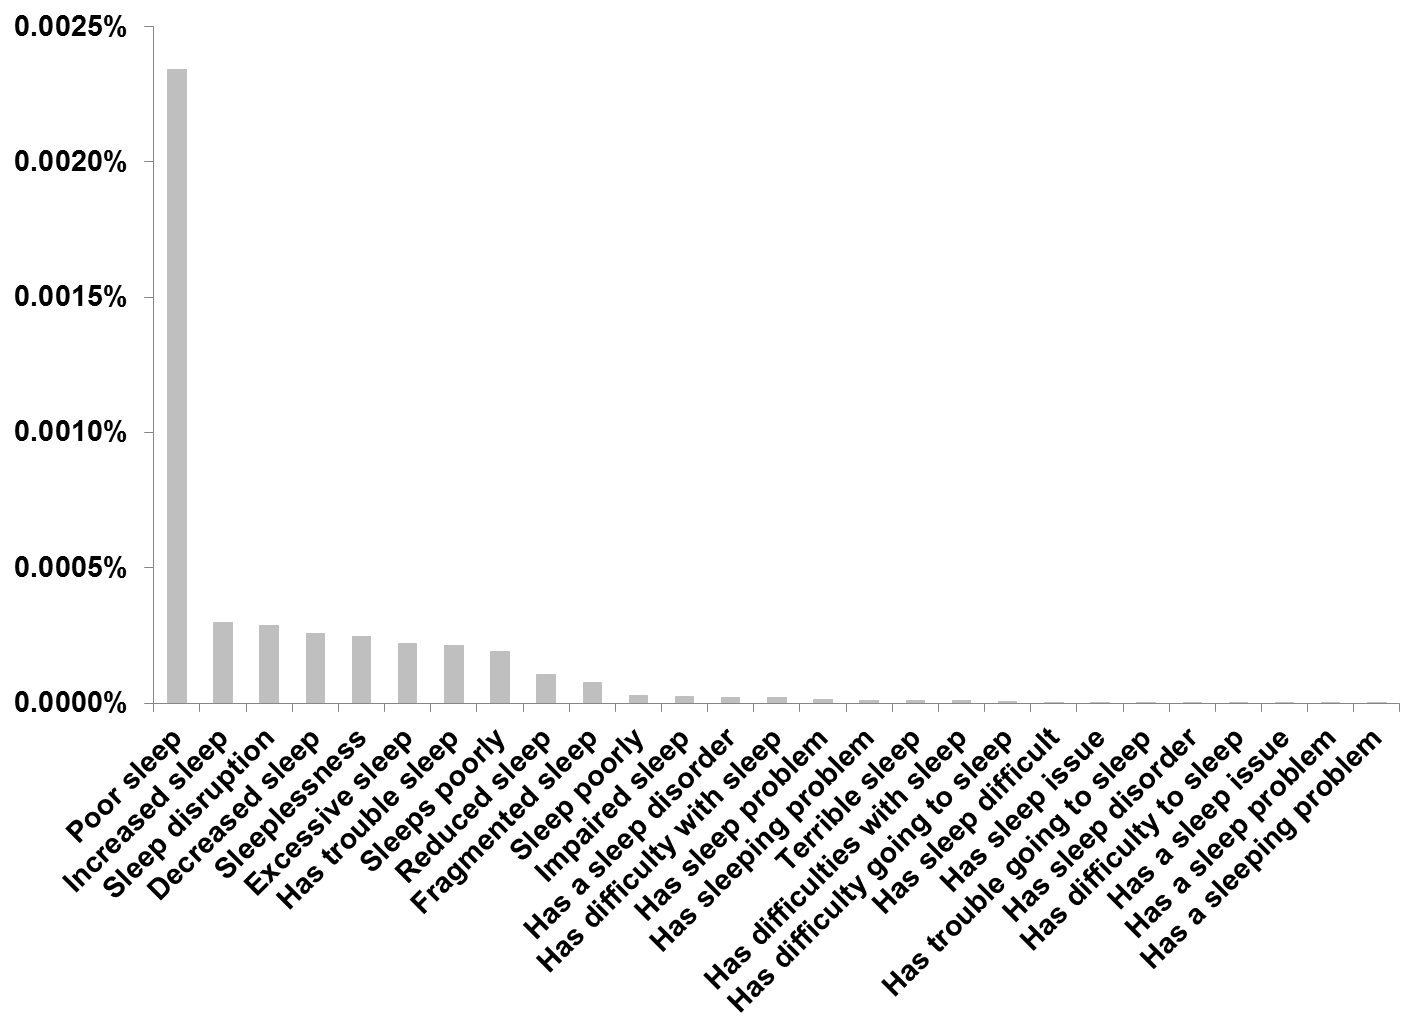 0.0025%
0.0020%
0.0015%
0.0010%
0.0005%
0.0000%
Poor sleep
Increased sleep
Sleep disruption
Decreased sleep
Sleeplessness
Excessive sleep
Has trouble sleep
Sleeps poorly
Reduced sleep
Fragmented sleep
Sleep poorly
Impaired sleep
Has a sleep disorder
Has difficulty with sleep
Has sleep problem
Has sleeping problem
Terrible sleep
Has difficulties with sleep
Has difficulty going to sleep
Has sleep difficult
Has sleep issue
Has trouble going to sleep
Has sleep disorder
Has difficulty to sleep
Has a sleep issue
Has a sleep problem
Has a sleeping problem